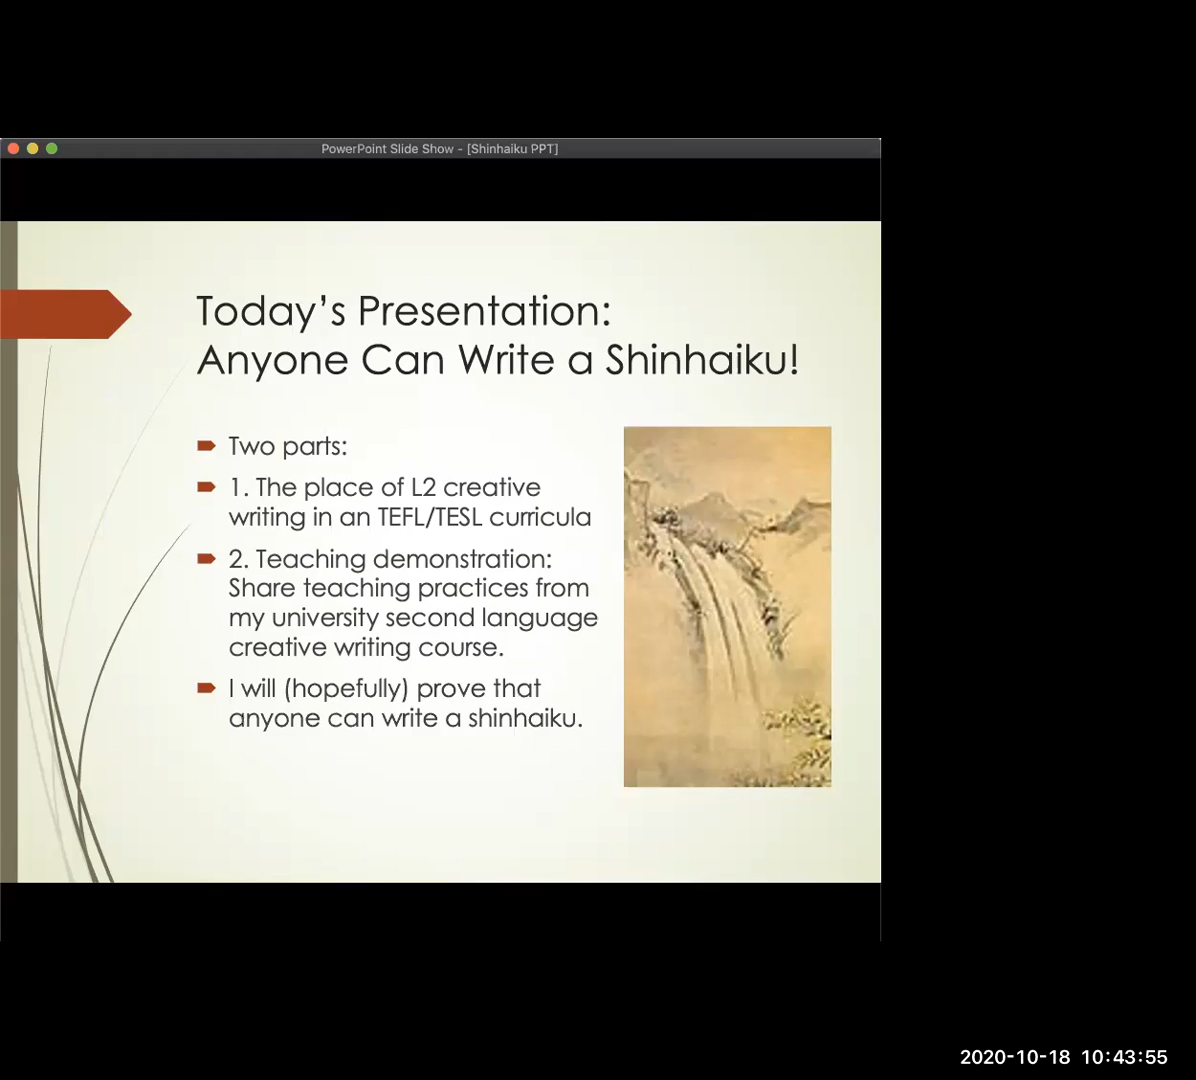 PowerPoint Slide Show - [Shinhaiku PPT]
Today’s Presentation:
Anyone Can Write a Shinhaiku!
Two parts:
1. The place of L2 creative
writing in an TEFL/TESL curricula
2. Teaching demonstration:
Share teaching practices from
my university second language
creative writing course.
I will (hopefully) prove that
anyone can write a shinhaiku.
2020-10-18 10:43:55